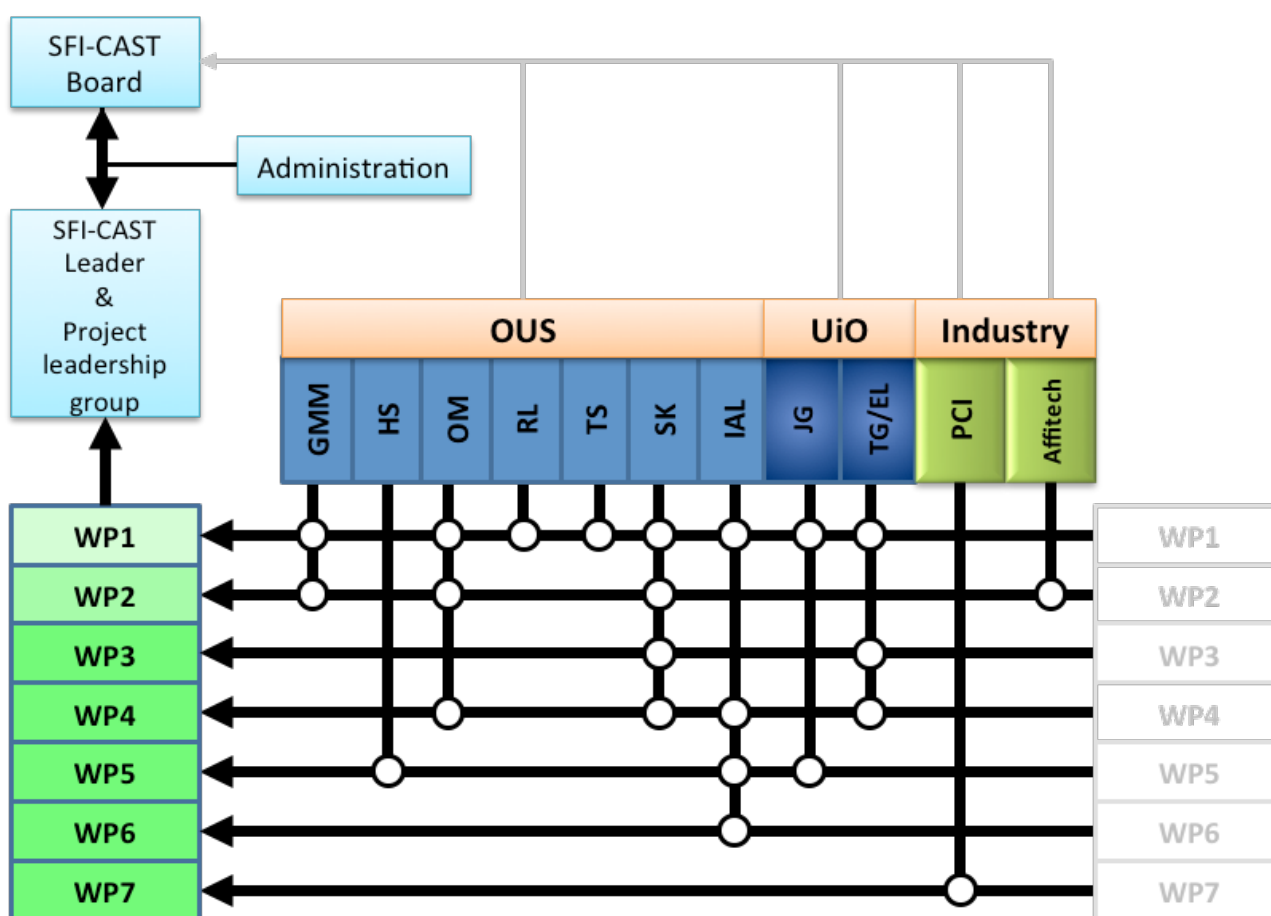 SFI-CAST
Board
Administration
SFI-CAST
Leader
&
Project
leadership
group
OUS UiO Industry
GMM HS OM RL TS SK IAL JG TG/EL PCI Affitech
WP1 WP1
WP2 WP2
WP3 WP3
WP4 WP4
WP5 WP5
WP6 WP6
WP7 WP7